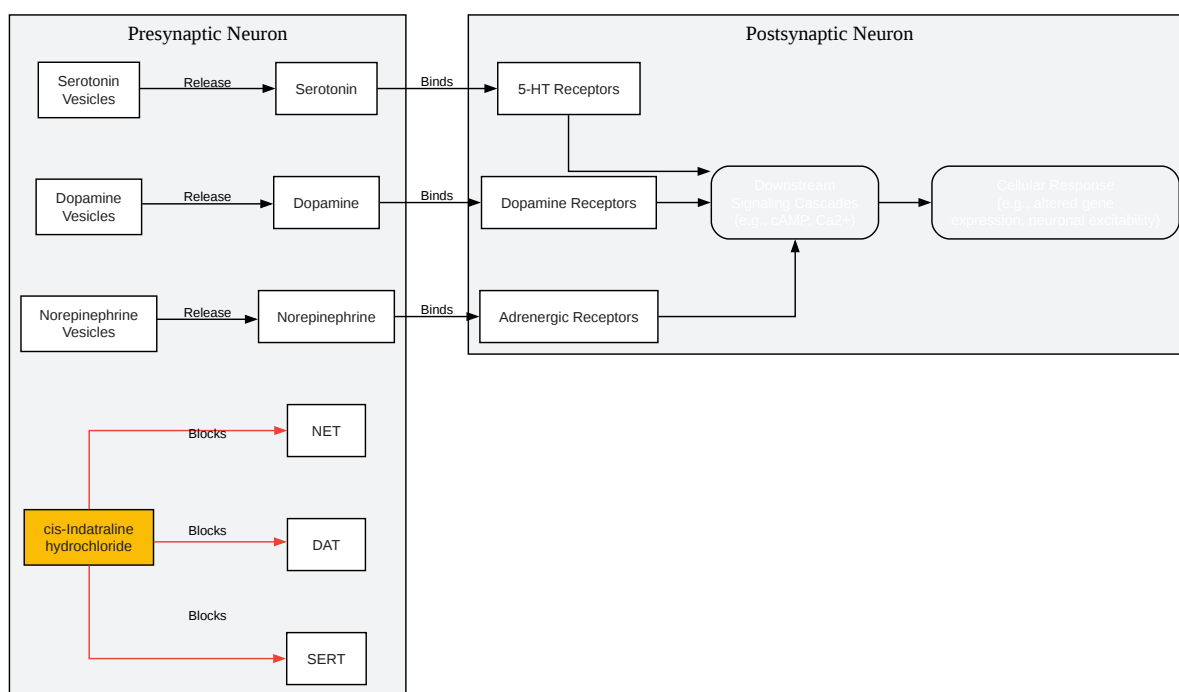 Presynaptic Neuron
Postsynaptic Neuron
Serotonin
Vesicles
Release
Serotonin
Binds
5-HT Receptors
Dopamine
Vesicles
Release
Dopamine
Binds
Dopamine Receptors
Downstream
Signaling Cascades
(e.g., cAMP, Ca2+)
Cellular Response
(e.g., altered gene
expression, neuronal excitability)
Norepinephrine
Vesicles
Release
Norepinephrine
Binds
Adrenergic Receptors
Blocks
NET
cis-Indatraline
hydrochloride
Blocks
DAT
Blocks
SERT